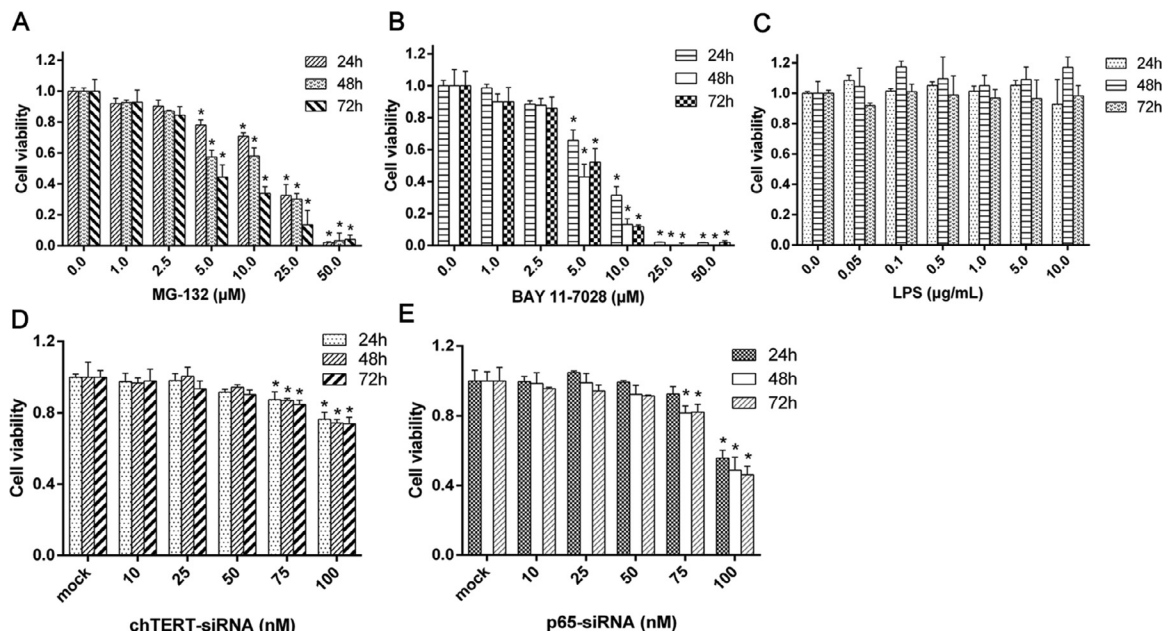 A
Cell viability
1.2
1.0
0.8
0.6
0.4
0.2
0.0
24h
48h
72h
* * * * * * * * * * * *
0.0 1.0 2.5 5.0 10.0 25.0 50.0
MG-132 (μM)
B
Cell viability
1.2
1.0
0.8
0.6
0.4
0.2
0.0
24h
48h
72h
* * * * * * * * * * * *
0.0 1.0 2.5 5.0 10.0 25.0 50.0
BAY 11-7028 (μM)
C
Cell viability
1.2
1.0
0.8
0.6
0.4
0.2
0.0
24h
48h
72h
0.0 0.05 0.1 0.5 1.0 5.0 10.0
LPS (μg/mL)
D
Cell viability
1.2
0.8
0.4
0.0
24h
48h
72h
* * * * * *
mock 10 25 50 75 100
chTERT-siRNA (nM)
E
Cell viability
1.2
0.8
0.4
0.0
24h
48h
72h
* * * * *
mock 10 25 50 75 100
p65-siRNA (nM)